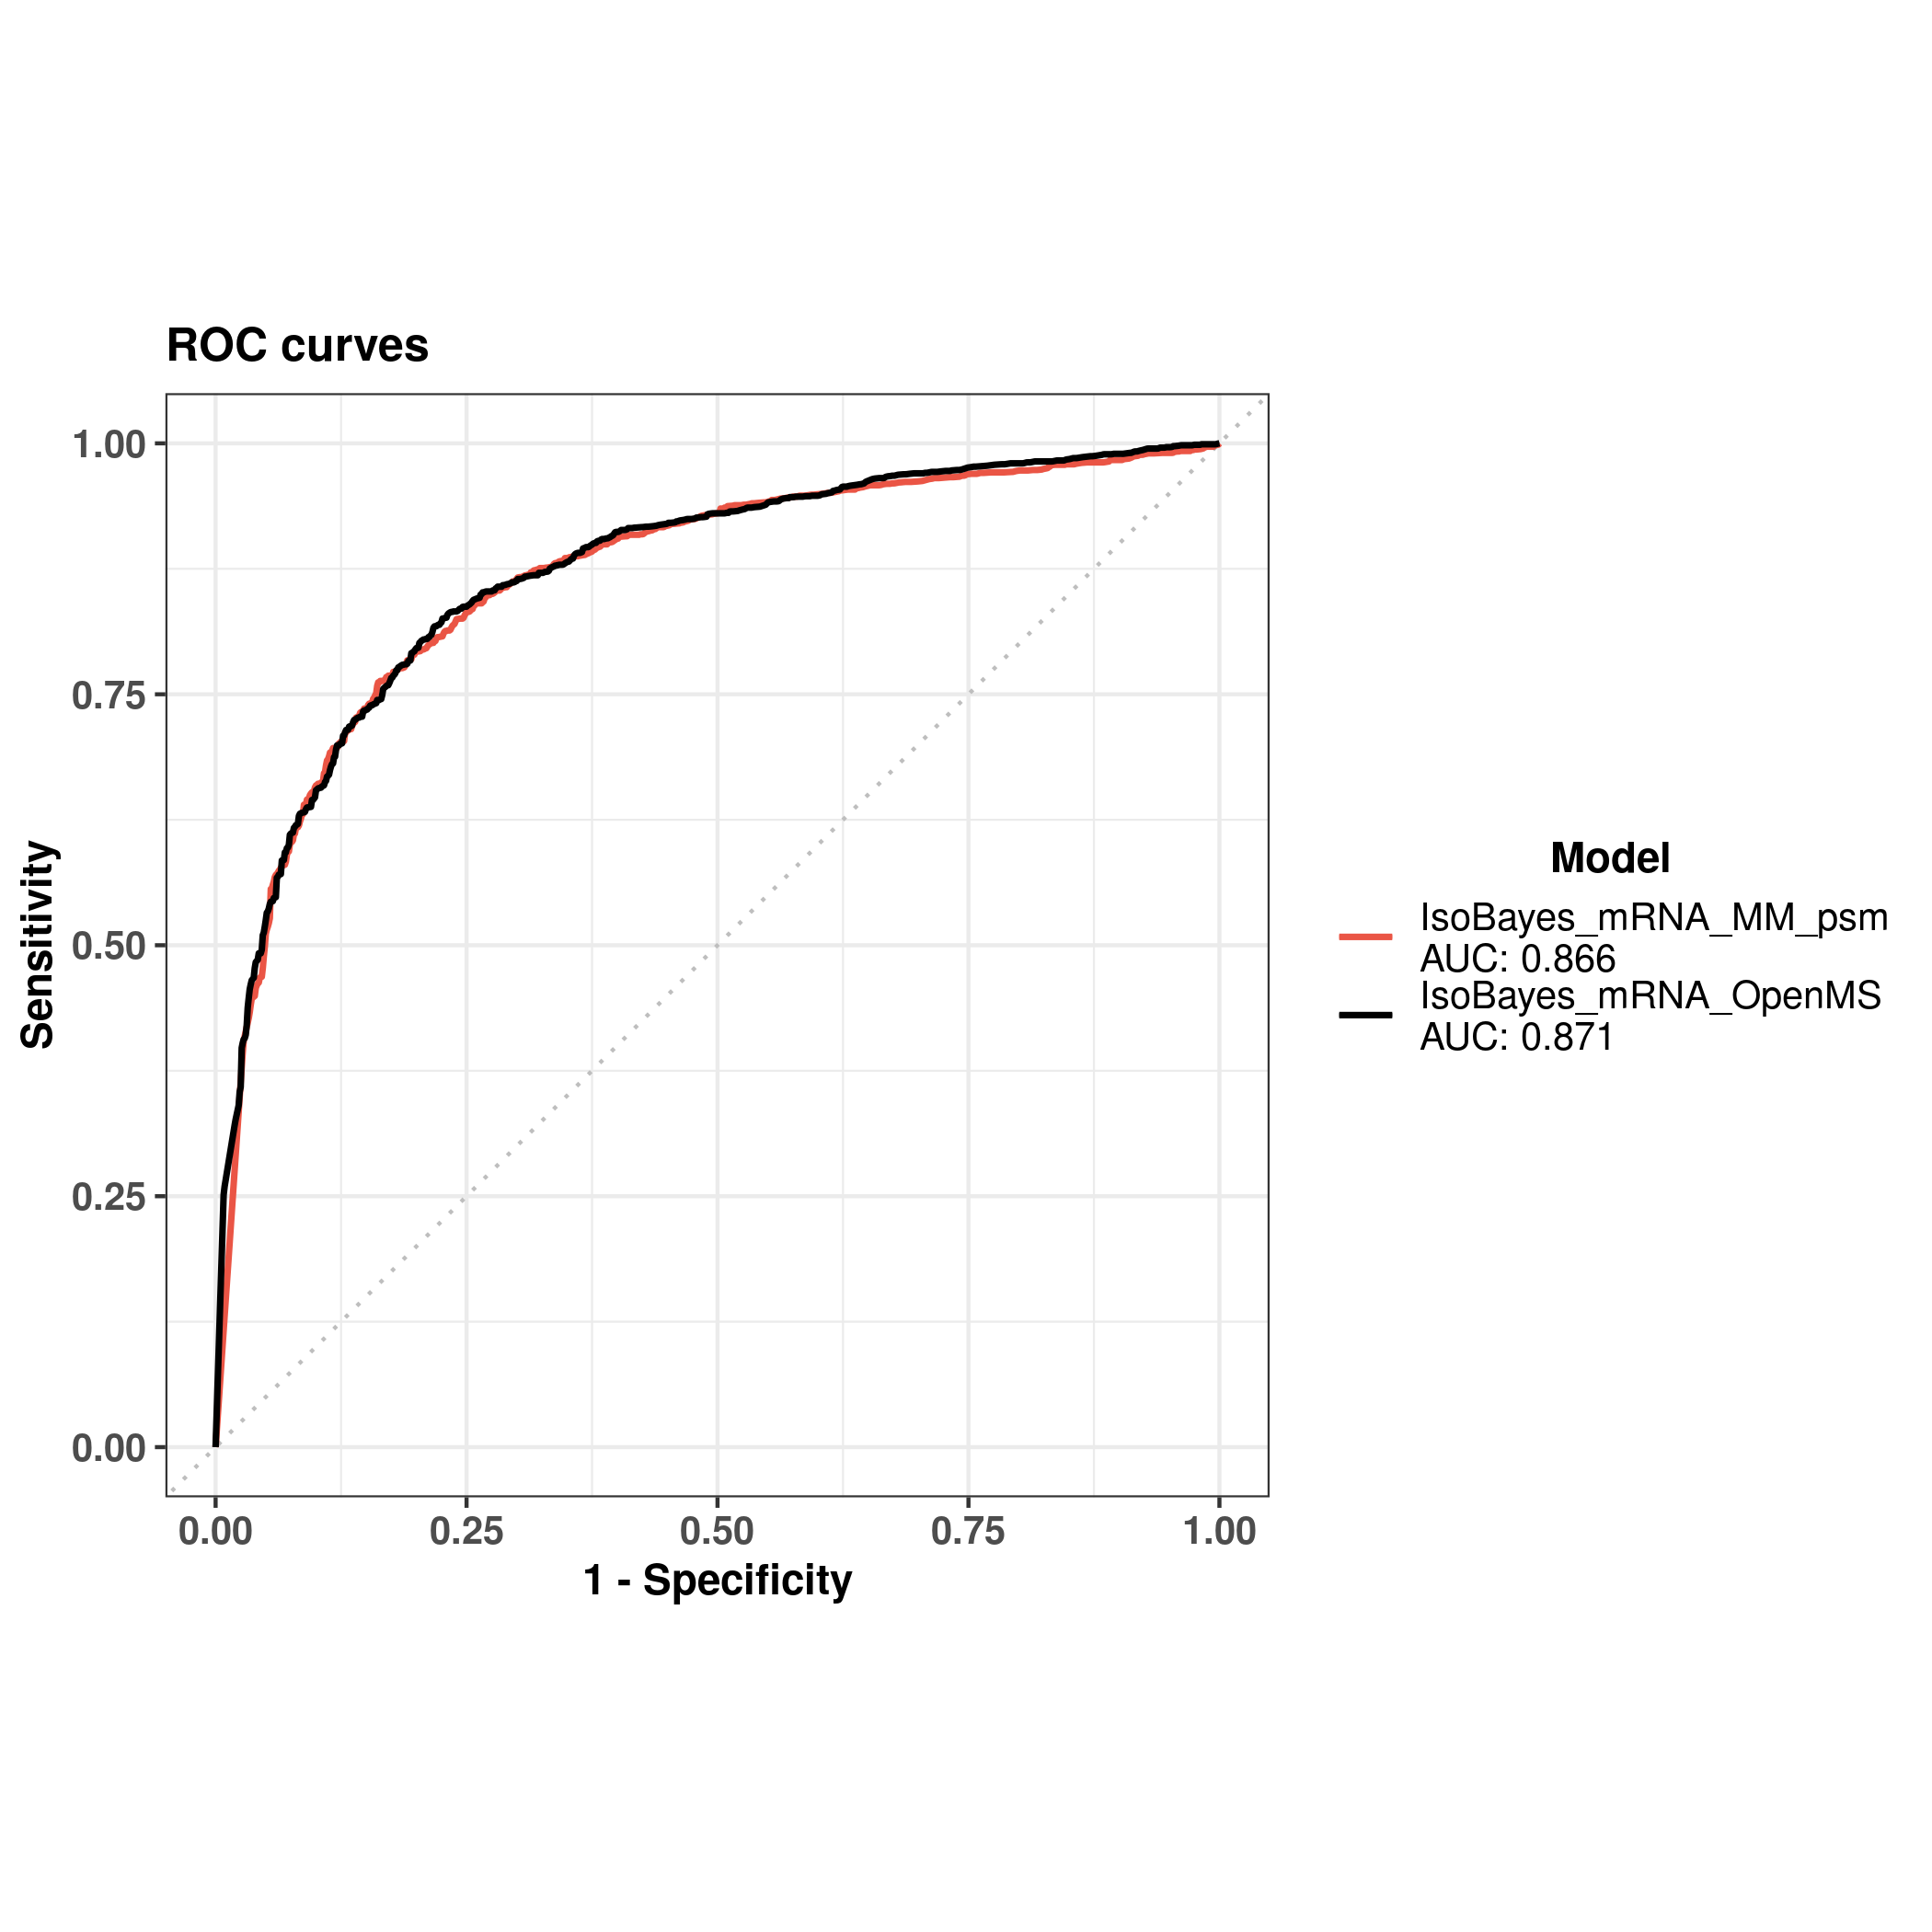 ROC curves
1.00
0.75
0.50
0.25
0.00
Sensitivity
0.00 0.25 0.50 0.75 1.00
1 - Specificity
Model
IsoBayes_mRNA_MM_psm
AUC: 0.866
IsoBayes_mRNA_OpenMS
AUC: 0.871